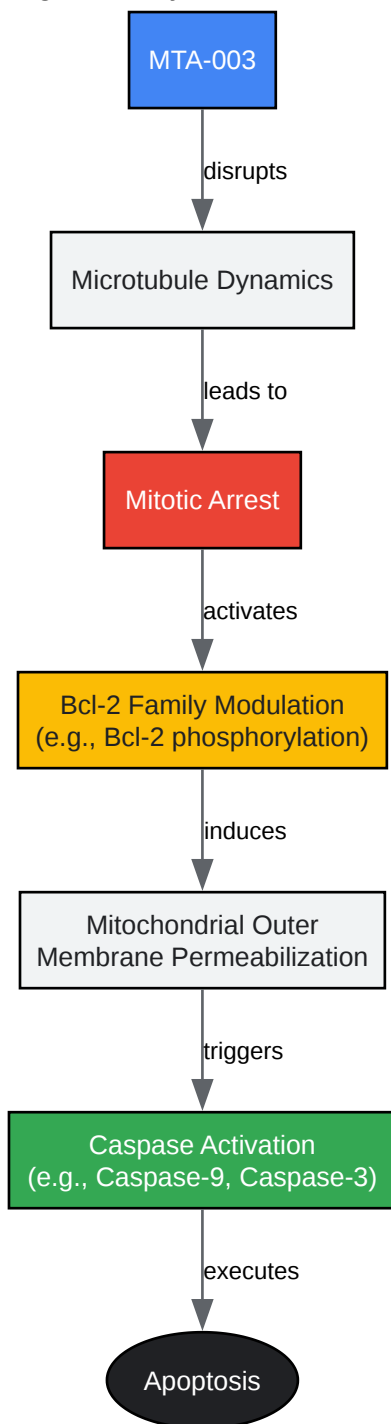 MTA-003
disrupts
Microtubule Dynamics
leads to
Mitotic Arrest
activates
Bcl-2 Family Modulation
(e.g., Bcl-2 phosphorylation)
induces
Mitochondrial Outer
Membrane Permeabilization
triggers
Caspase Activation
(e.g., Caspase-9, Caspase-3)
executes
Apoptosis